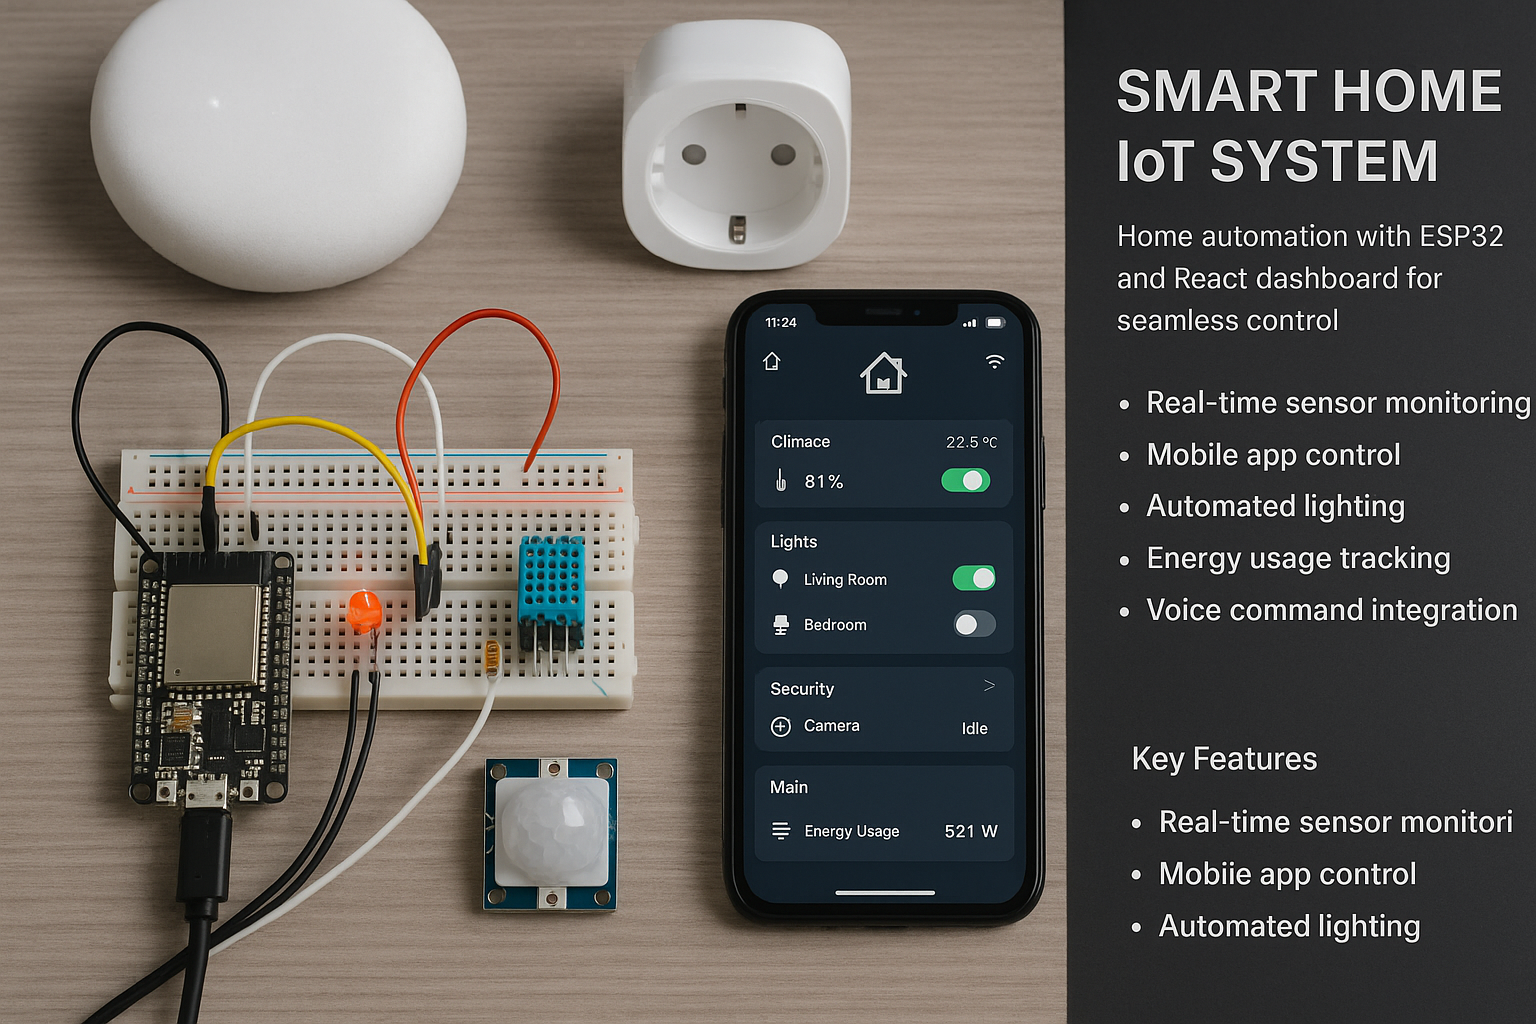 11:24
Climace 22.5 °C
81%
Lights
Living Room
Bedroom
Security >
Camera Idle
Main
Energy Usage 521 W
SMART HOME
IoT SYSTEM
Home automation with ESP32
and React dashboard for
seamless control
• Real-time sensor monitoring
• Mobile app control
• Automated lighting
• Energy usage tracking
• Voice command integration
Key Features
• Real-time sensor monitori
• Mobiie app control
• Automated lighting